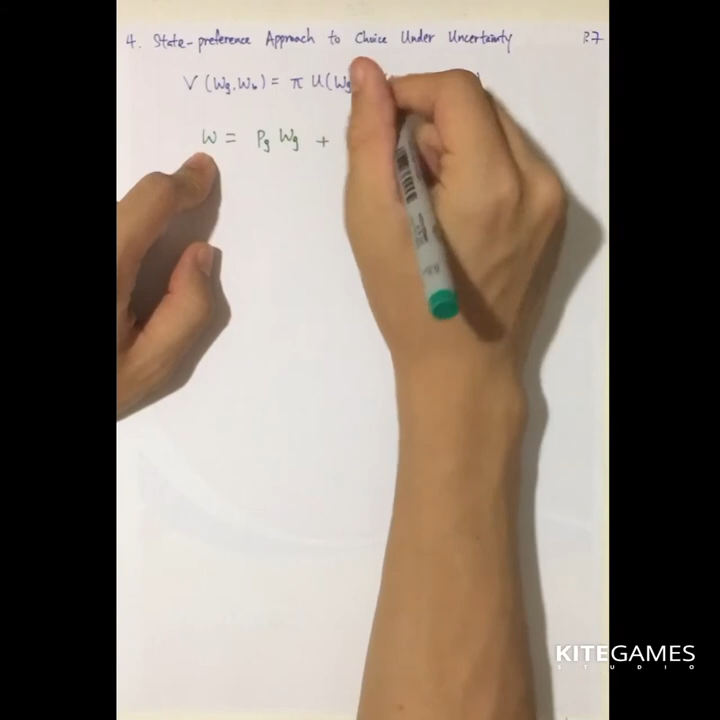 4. State-preference Approach to Choice Under Uncertainty P.7
V (Wg, Wb) = π U(Wg
W = Pg Wg +
KITEGAMES
STUDIO